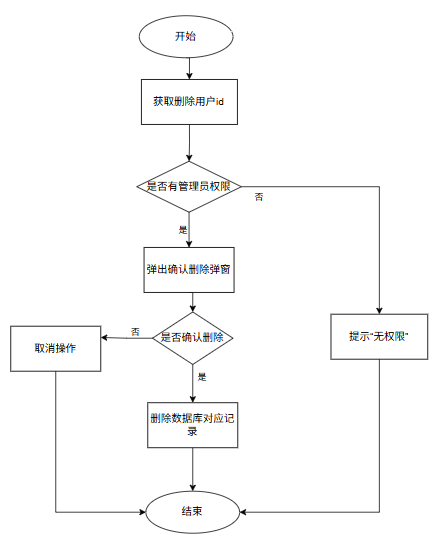 开始
获取删除用户id
是否有管理员权限
否
是
弹出确认删除弹窗
否
是否确认删除
取消操作
提示“无权限”
是
删除数据库对应记
录
结束